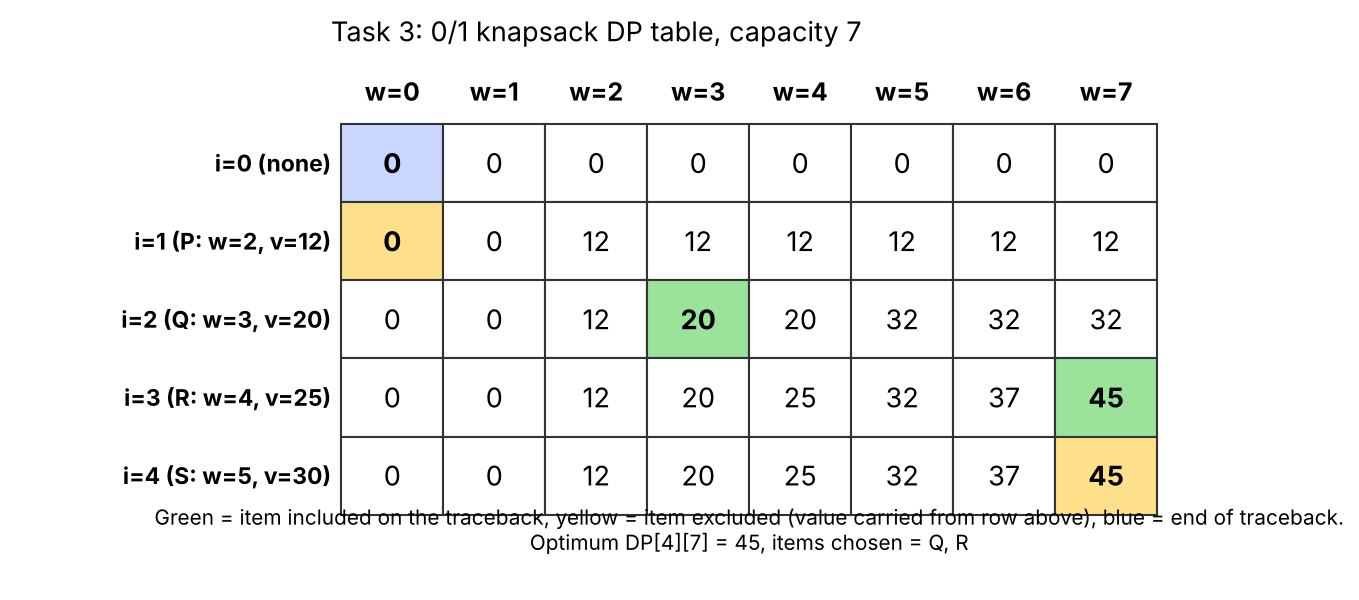 Task 3: 0/1 knapsack DP table, capacity 7
w=0 w=1 w=2 w=3 w=4 w=5 w=6 w=7
i=0 (none) 0 0 0 0 0 0 0 0
i=1 (P: w=2, v=12) 0 0 12 12 12 12 12 12
i=2 (Q: w=3, v=20) 0 0 12 20 20 32 32 32
i=3 (R: w=4, v=25) 0 0 12 20 25 32 37 45
i=4 (S: w=5, v=30) 0 0 12 20 25 32 37 45
Green = item included on the traceback, yellow = item excluded (value carried from row above), blue = end of traceback.
Optimum DP[4][7] = 45, items chosen = Q, R